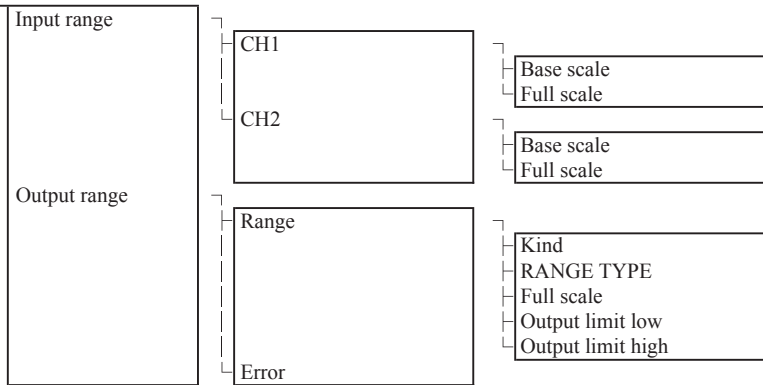 Input range
CH1
Base scale
Full scale
CH2
Base scale
Full scale
Output range
Range
Kind
RANGE TYPE
Full scale
Output limit low
Output limit high
Error